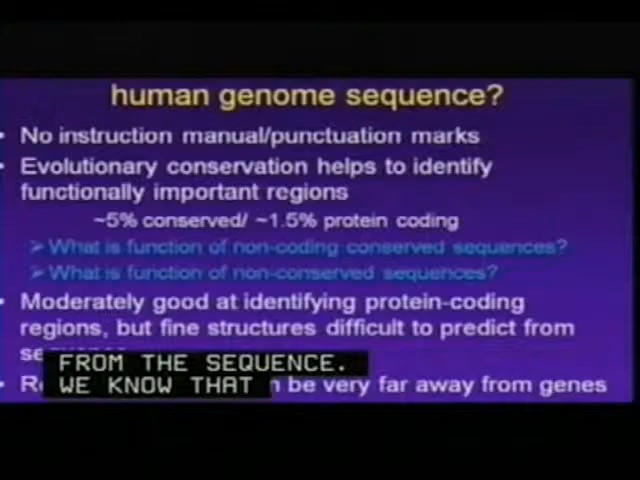 human genome sequence?
• No instruction manual/punctuation marks
• Evolutionary conservation helps to identify
functionally important regions
~5% conserved/ ~1.5% protein coding
➢ What is function of non-coding conserved sequences?
➢ What is function of non-conserved sequences?
• Moderately good at identifying protein-coding
regions, but fine structures difficult to predict from
FROM THE SEQUENCE.
WE KNOW THAT
be very far away from genes